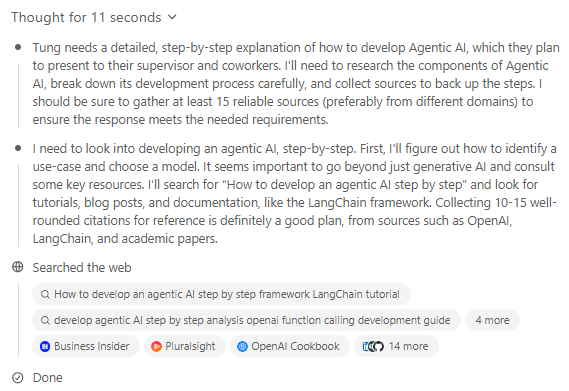 Thought for 11 seconds
Tung needs a detailed, step-by-step explanation of how to develop Agentic AI, which they plan
to present to their supervisor and coworkers. I'll need to research the components of Agentic
AI, break down its development process carefully, and collect sources to back up the steps. I
should be sure to gather at least 15 reliable sources (preferably from different domains) to
ensure the response meets the needed requirements.
I need to look into developing an agentic AI, step-by-step. First, I'll figure out how to identify a
use-case and choose a model. It seems important to go beyond just generative AI and consult
some key resources. I'll search for “How to develop an agentic AI step by step” and look for
tutorials, blog posts, and documentation, like the LangChain framework. Collecting 10-15 well-
rounded citations for reference is definitely a good plan, from sources such as OpenAI,
LangChain, and academic papers.
Searched the web
How to develop an agentic AI step by step framework LangChain tutorial
develop agentic AI step by step analysis openai function calling development guide
4 more
Business Insider
Pluralsight
OpenAI Cookbook
14 more
Done